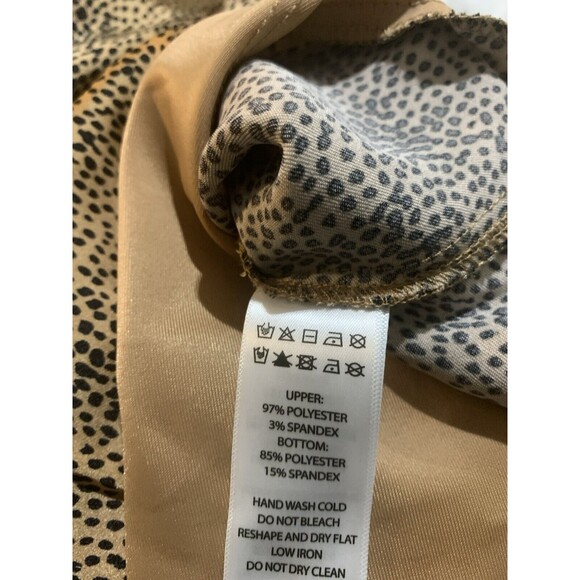 UPPER:
97% POLYESTER
3% SPANDEX
BOTTOM:
85% POLYESTER
15% SPANDEX
HAND WASH COLD
DO NOT BLEACH
RESHAPE AND DRY FLAT
LOW IRON
DO NOT DRY CLEAN